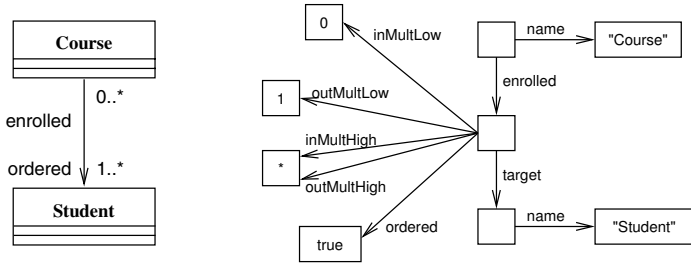 Course
0..*
enrolled
ordered 1..*
Student
0
inMultLow
1
outMultLow
inMultHigh
*
outMultHigh
true
ordered
name
"Course"
enrolled
target
name
"Student"